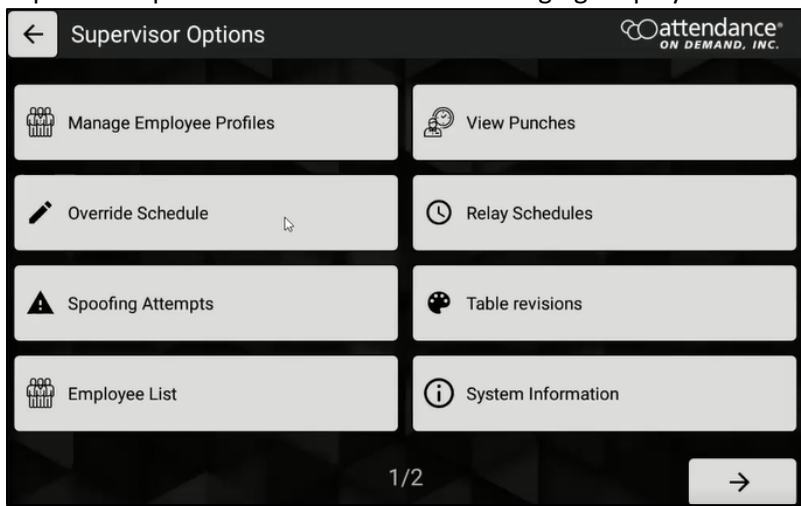 Supervisor Options
attendance®
ON DEMAND, INC.
Manage Employee Profiles
View Punches
Override Schedule
Relay Schedules
Spoofing Attempts
Table revisions
Employee List
System Information
1/2